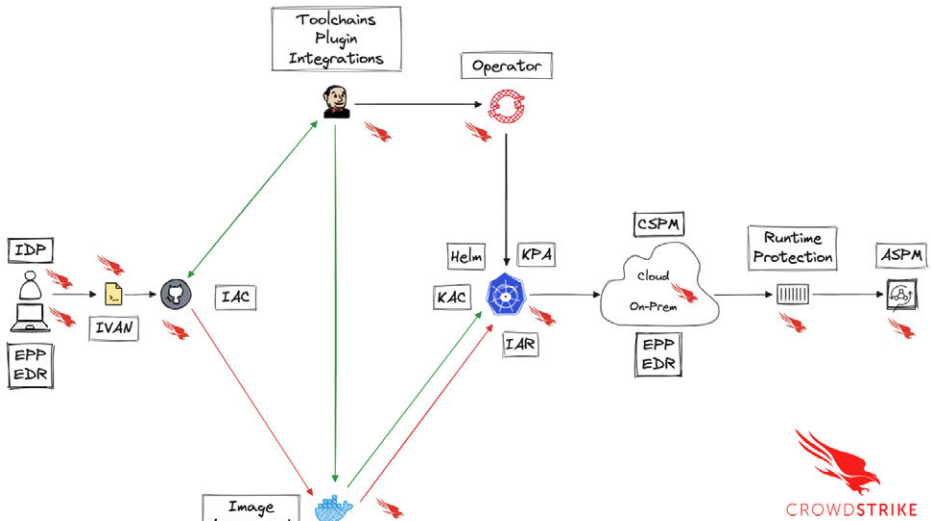 Toolchains
Plugin
Integrations
Operator
IDP
EPP
EDR
IVAN
IAC
Helm
KPA
KAC
IAR
CSPM
Cloud
On-Prem
EPP
EDR
Runtime
Protection
ASPM
Image
CROWDSTRIKE